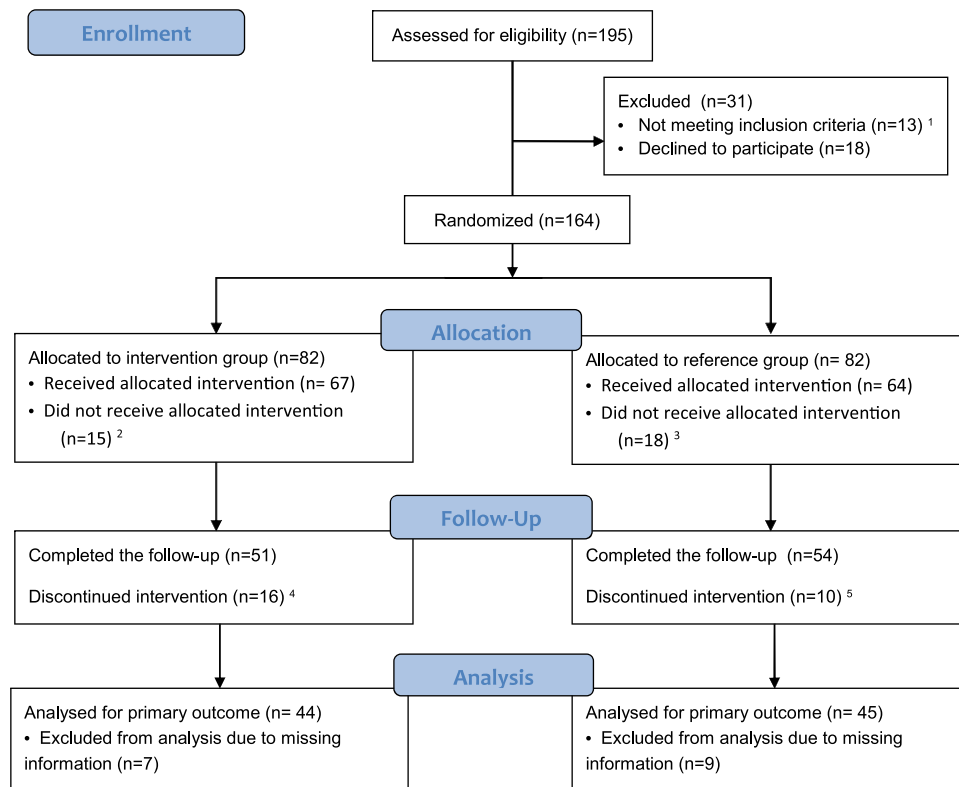 Enrollment
Assessed for eligibility (n=195)
Excluded (n=31)
• Not meeting inclusion criteria (n=13) 1
• Declined to participate (n=18)
Randomized (n=164)
Allocation
Allocated to intervention group (n=82)
• Received allocated intervention (n= 67)
• Did not receive allocated intervention
(n=15) 2
Allocated to reference group (n= 82)
• Received allocated intervention (n= 64)
• Did not receive allocated intervention
(n=18) 3
Follow-Up
Completed the follow-up (n=51)
Discontinued intervention (n=16) 4
Completed the follow-up (n=54)
Discontinued intervention (n=10) 5
Analysis
Analysed for primary outcome (n= 44)
• Excluded from analysis due to missing
information (n=7)
Analysed for primary outcome (n= 45)
• Excluded from analysis due to missing
information (n=9)